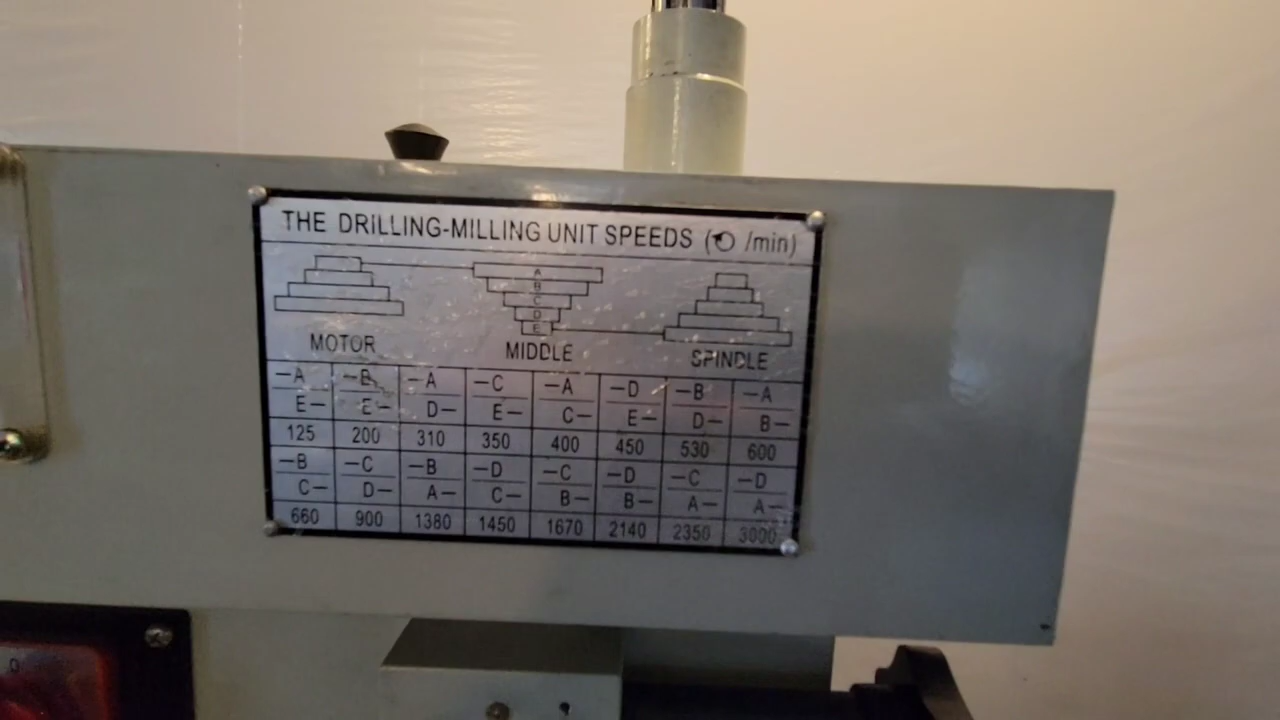 THE DRILLING-MILLING UNIT SPEEDS (/min)
A
B
C
D
E
MOTOR MIDDLE SPINDLE
–A –B –A –C –A –D –B –A
E– E– D– E– C– E– D– B–
125 200 310 350 400 450 530 600
–B –C –B –D –C –D –C –D
C– D– A– C– B– B– A– A–
660 900 1380 1450 1670 2140 2350 3000
0